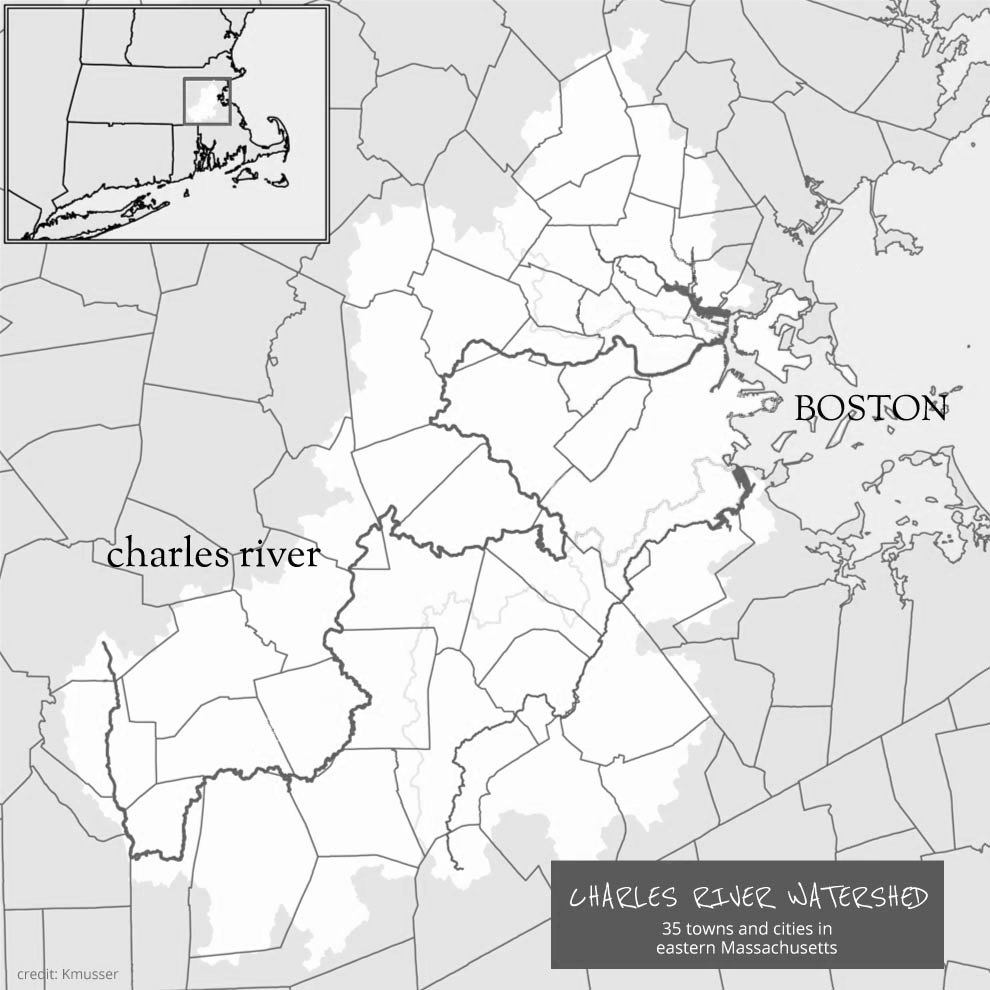 BOSTON
charles river
CHARLES RIVER WATERSHED
35 towns and cities in
eastern Massachusetts
credit: Kmusser